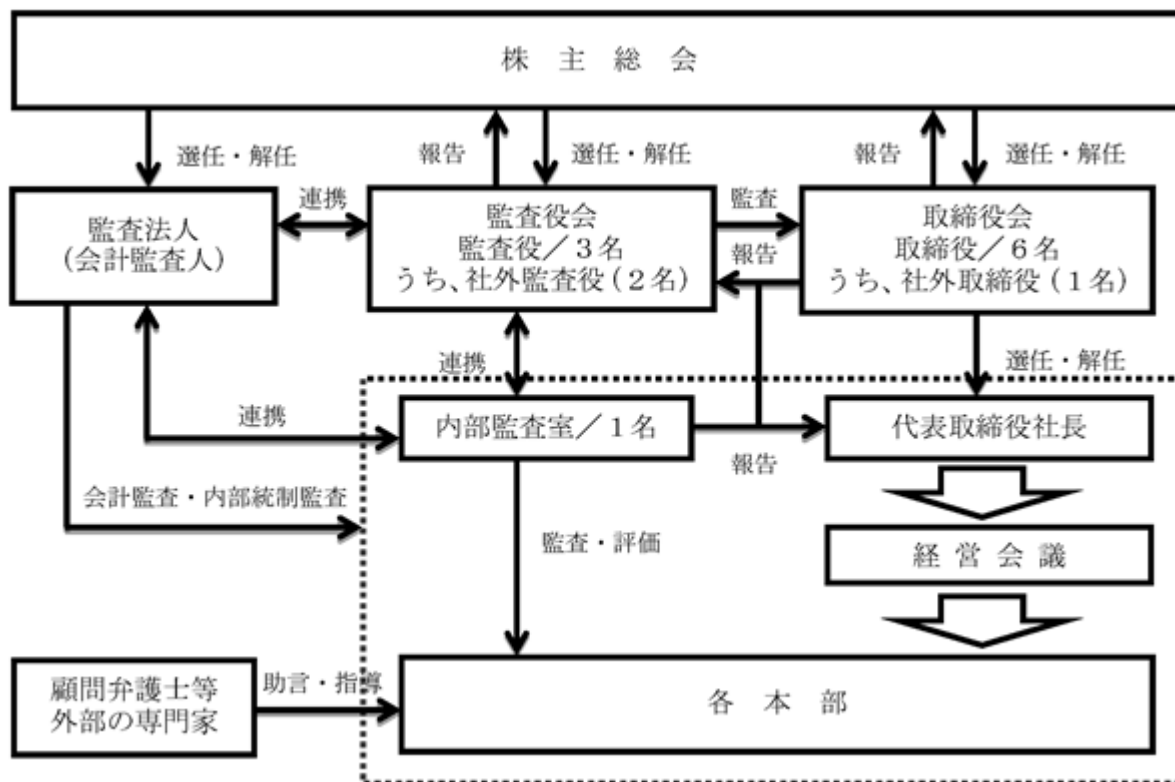 株 主 総 会
選任・解任
報告
選任・解任
報告
選任・解任
監査法人
(会計監査人)
連携
監査役会
監査役／3名
うち、社外監査役(2名)
監査
報告
取締役会
取締役／6名
うち、社外取締役(1名)
連携
選任・解任
連携
内部監査室／1名
報告
代表取締役社長
会計監査・内部統制監査
監査・評価
経 営 会 議
顧問弁護士等
外部の専門家
助言・指導
各 本 部